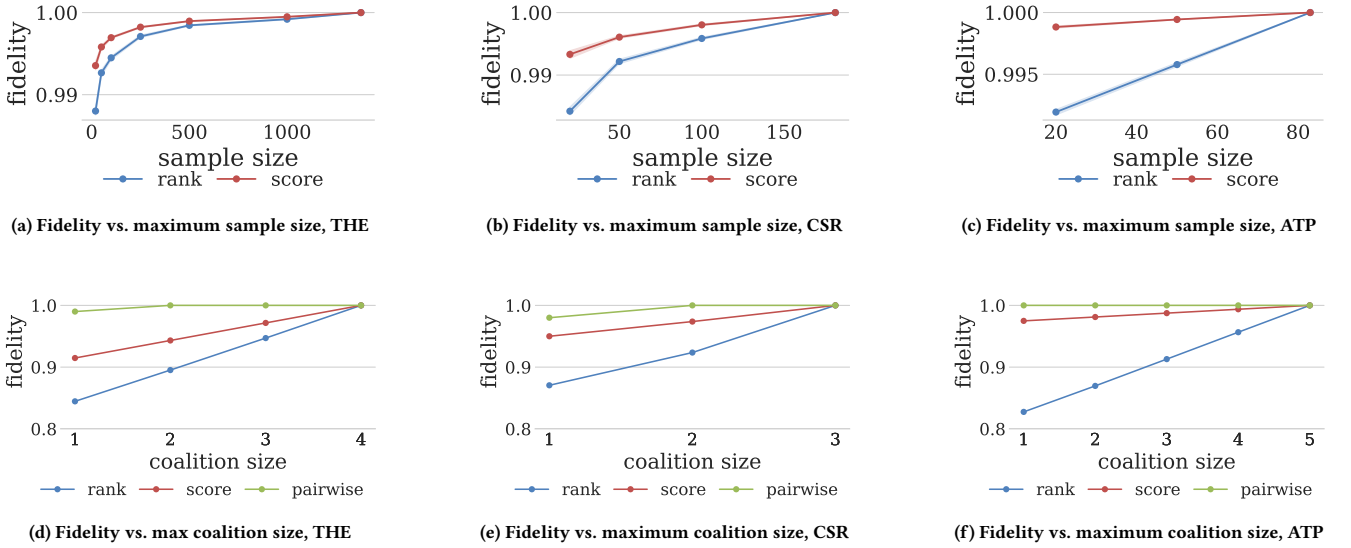 fidelity
1.00
0.99
0
500
1000
sample size
rank
score
(a) Fidelity vs. maximum sample size, THE
fidelity
1.00
0.99
50
100
150
sample size
rank
score
(b) Fidelity vs. maximum sample size, CSR
fidelity
1.000
0.995
20
40
60
80
sample size
rank
score
(c) Fidelity vs. maximum sample size, ATP
fidelity
1.0
0.9
0.8
1
2
3
4
coalition size
rank
score
pairwise
(d) Fidelity vs. max coalition size, THE
fidelity
1.0
0.9
0.8
1
2
3
coalition size
rank
score
pairwise
(e) Fidelity vs. maximum coalition size, CSR
fidelity
1.0
0.9
0.8
1
2
3
4
5
coalition size
rank
score
pairwise
(f) Fidelity vs. maximum coalition size, ATP